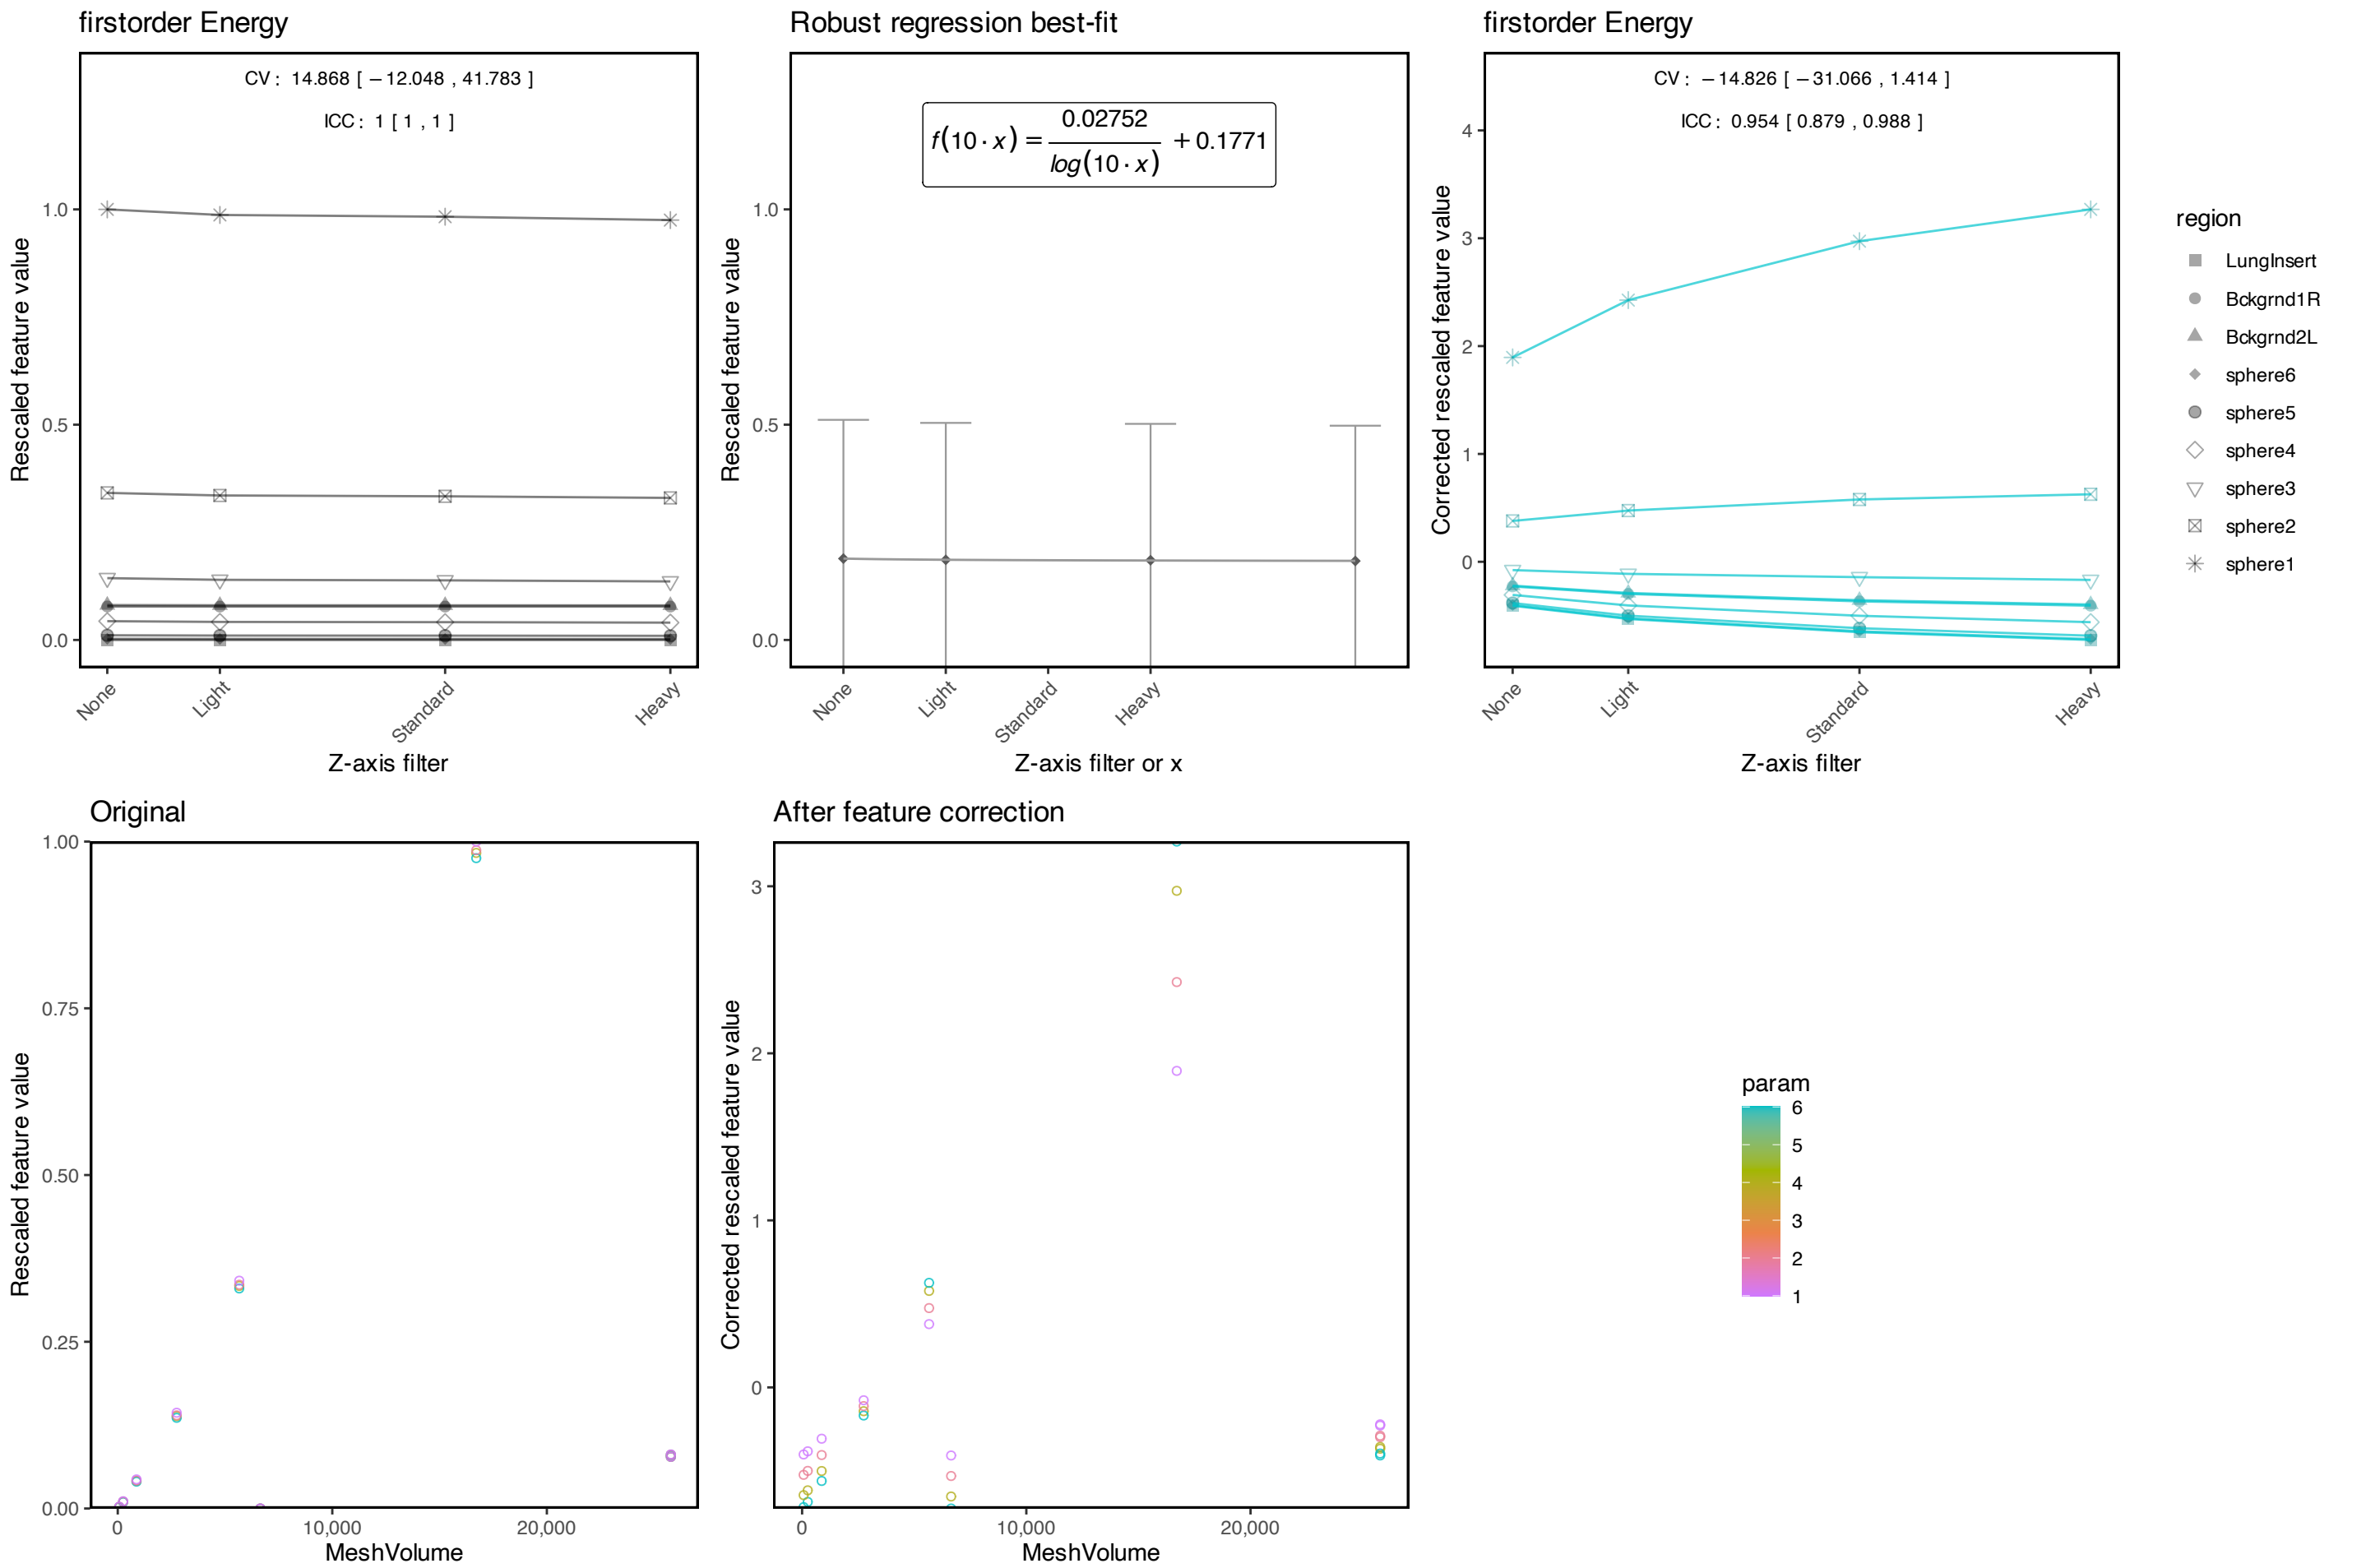 firstorder Energy
CV: 14.868 [ −12.048 , 41.783 ]
ICC: 1 [ 1 , 1 ]
Rescaled feature value
1.0
0.5
0.0
None
Light
Standard
Heavy
Z-axis filter
Robust regression best-fit
f(10 · x) = 0.02752 / log(10 · x) + 0.1771
Rescaled feature value
1.0
0.5
0.0
None
Light
Standard
Heavy
Z-axis filter or x
firstorder Energy
CV: −14.826 [ −31.066 , 1.414 ]
ICC: 0.954 [ 0.879 , 0.988 ]
Corrected rescaled feature value
4
3
2
1
0
None
Light
Standard
Heavy
Z-axis filter
region
LungInsert
Bckgrnd1R
Bckgrnd2L
sphere6
sphere5
sphere4
sphere3
sphere2
sphere1
Original
Rescaled feature value
1.00
0.75
0.50
0.25
0.00
0
10,000
20,000
MeshVolume
After feature correction
Corrected rescaled feature value
3
2
1
0
0
10,000
20,000
MeshVolume
param
6
5
4
3
2
1